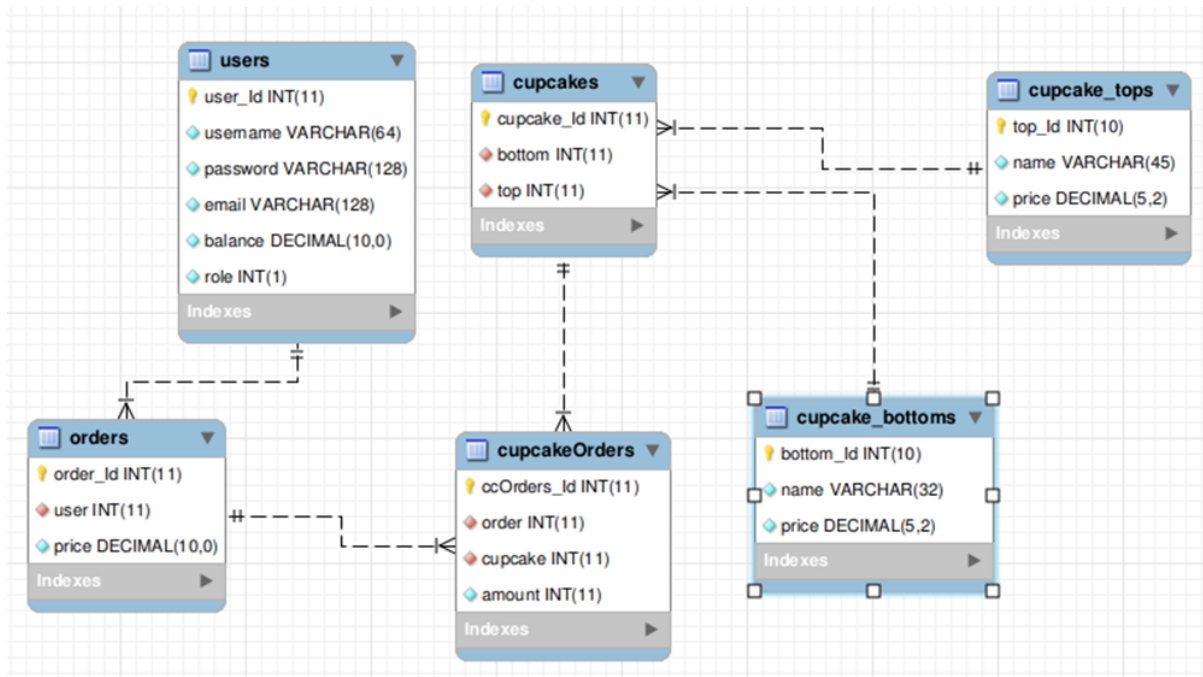 users
user_Id INT(11)
username VARCHAR(64)
password VARCHAR(128)
email VARCHAR(128)
balance DECIMAL(10,0)
role INT(1)
Indexes
cupcakes
cupcake_Id INT(11)
bottom INT(11)
top INT(11)
Indexes
cupcake_tops
top_Id INT(10)
name VARCHAR(45)
price DECIMAL(5,2)
Indexes
orders
order_Id INT(11)
user INT(11)
price DECIMAL(10,0)
Indexes
cupcakeOrders
ccOrders_Id INT(11)
order INT(11)
cupcake INT(11)
amount INT(11)
Indexes
cupcake_bottoms
bottom_Id INT(10)
name VARCHAR(32)
price DECIMAL(5,2)
Indexes